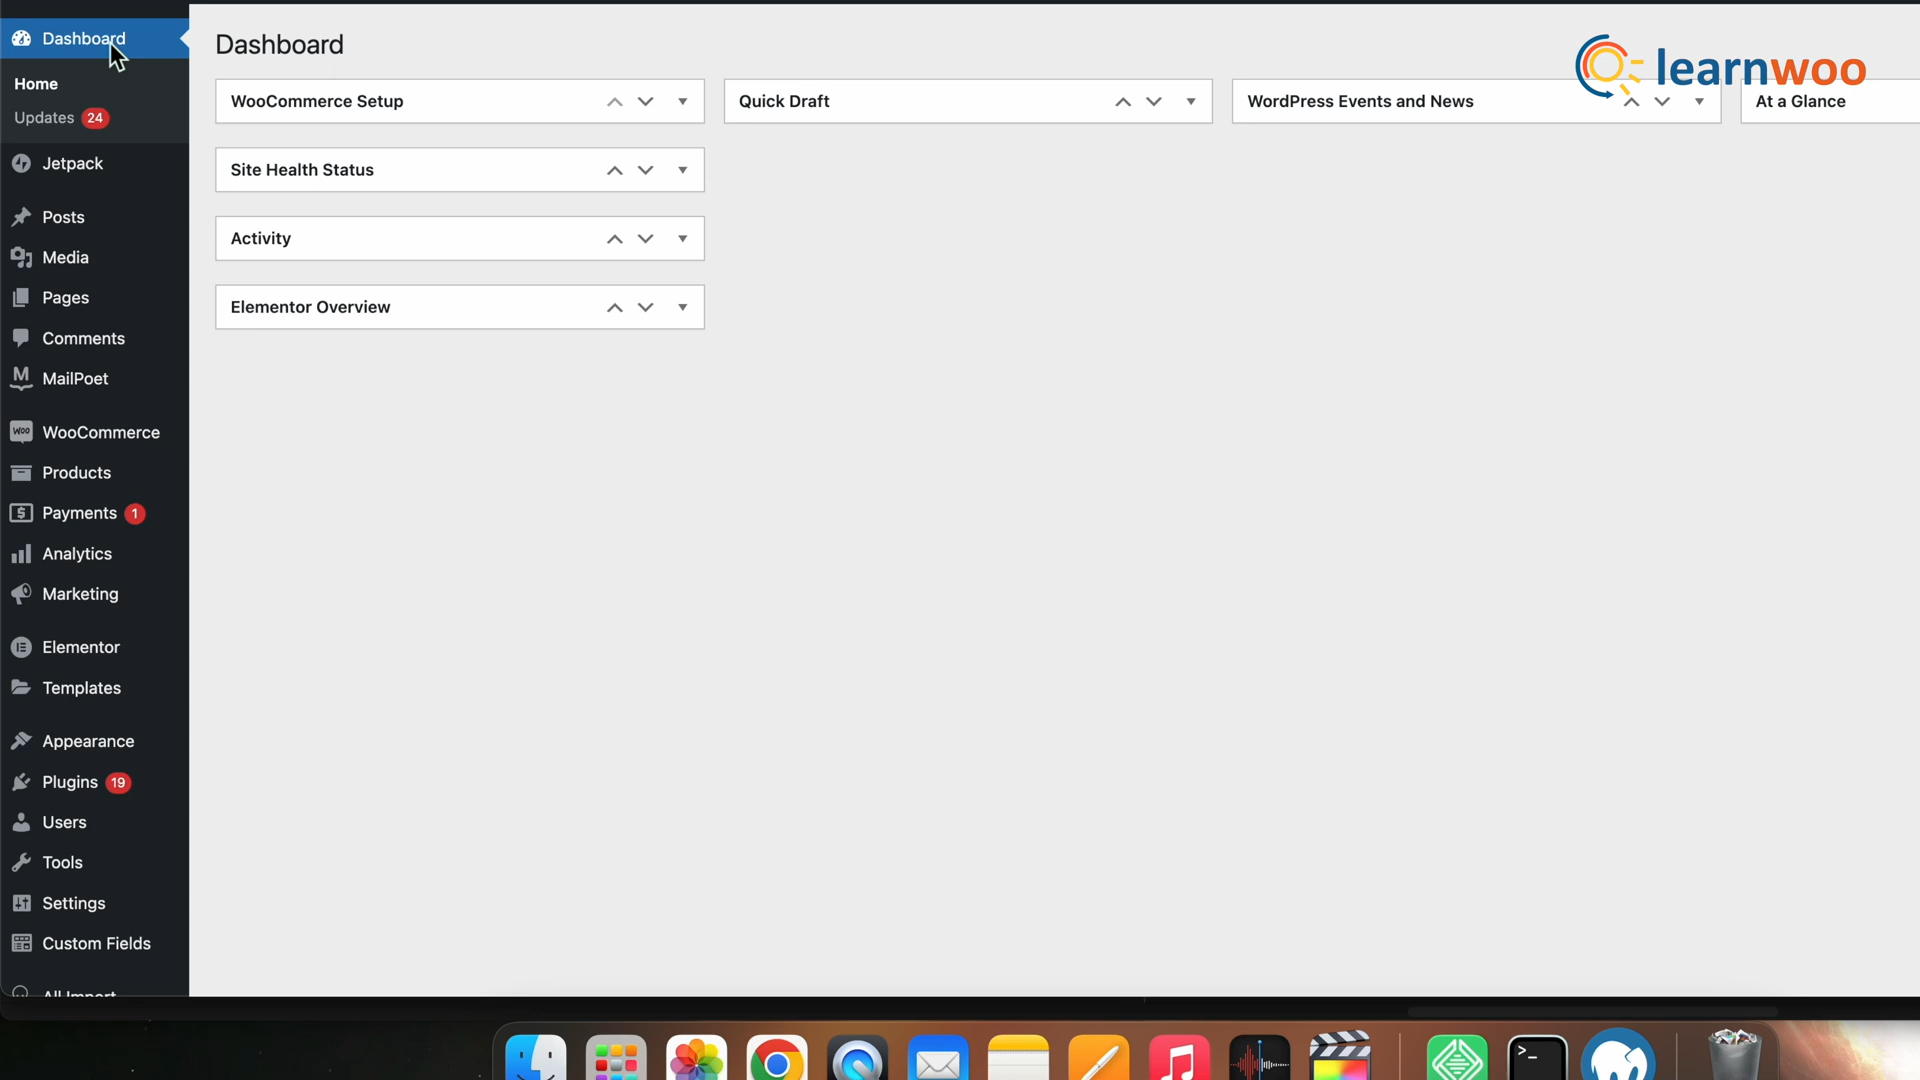 Dashboard
Home
Updates 24
Jetpack
Posts
Media
Pages
Comments
MailPoet
WooCommerce
Products
Payments 1
Analytics
Marketing
Elementor
Templates
Appearance
Plugins 19
Users
Tools
Settings
Custom Fields
All Import
Dashboard
learnwoo
WooCommerce Setup
Quick Draft
WordPress Events and News
At a Glance
Site Health Status
Activity
Elementor Overview